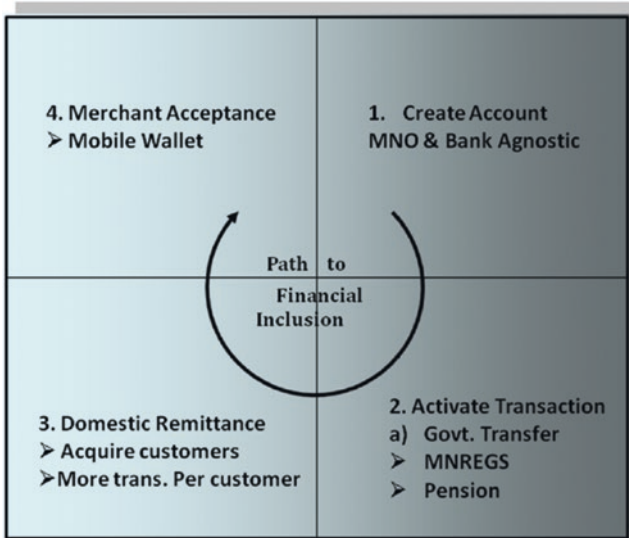 4. Merchant Acceptance
➢ Mobile Wallet
1. Create Account
MNO & Bank Agnostic
Path to
Financial
Inclusion
3. Domestic Remittance
➢ Acquire customers
➢More trans. Per customer
2. Activate Transaction
a) Govt. Transfer
➢ MNREGS
➢ Pension